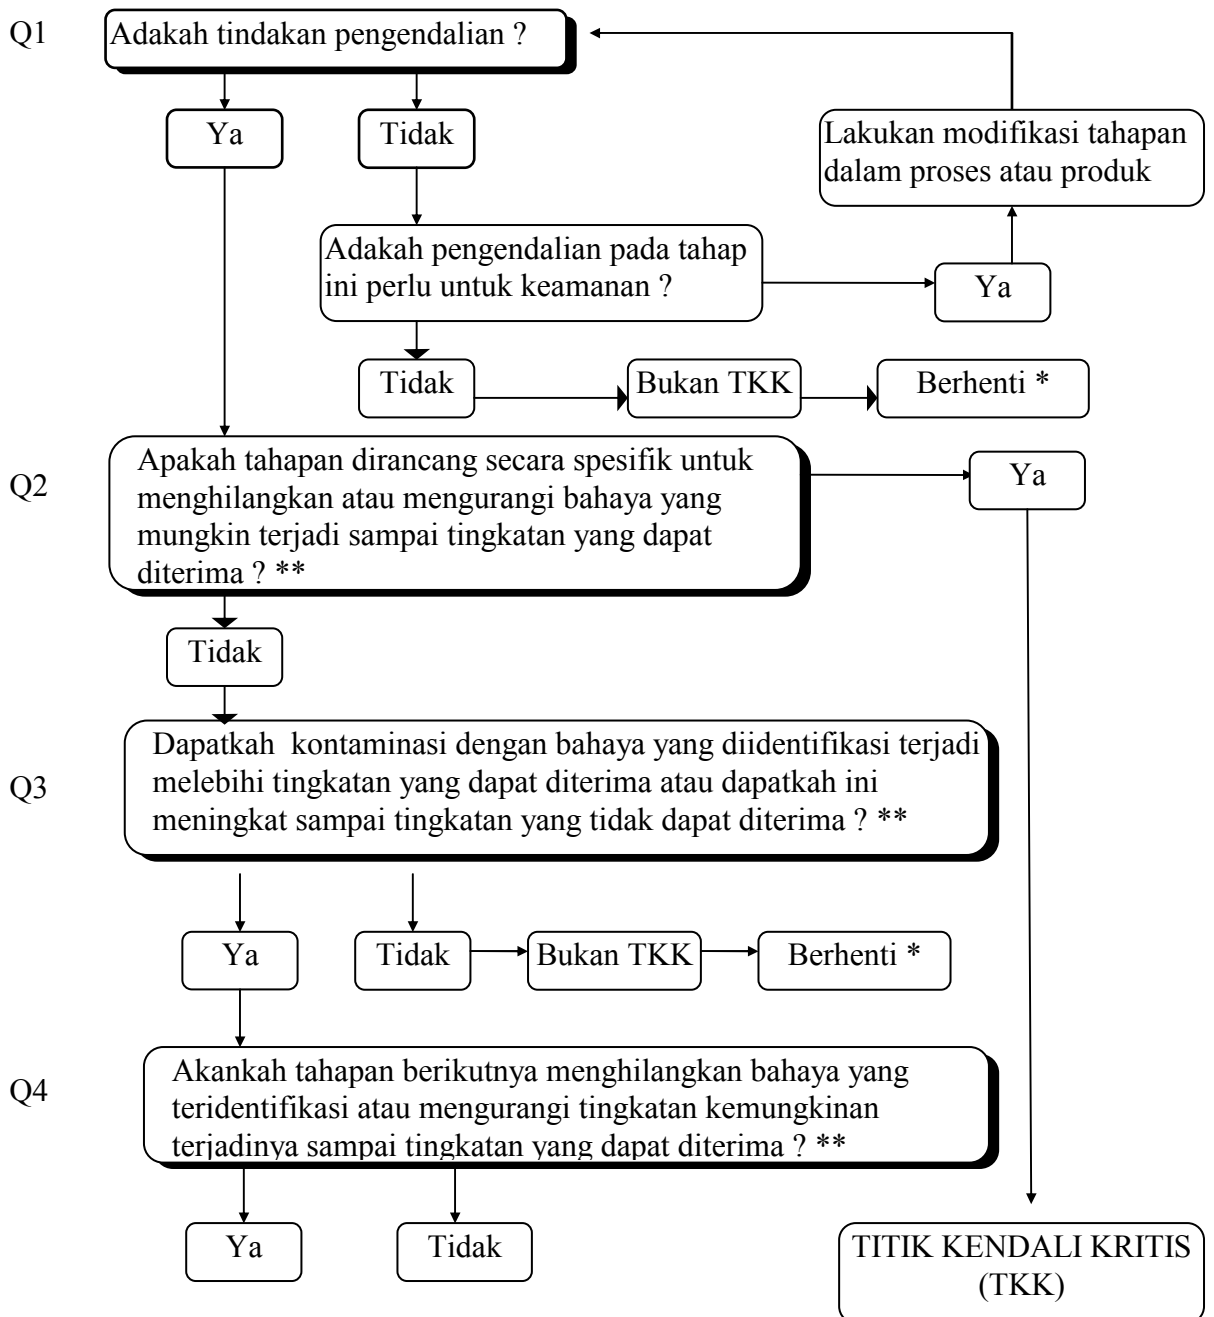 Q1
Adakah tindakan pengendalian ?
Ya
Tidak
Lakukan modifikasi tahapan
dalam proses atau produk
Adakah pengendalian pada tahap
ini perlu untuk keamanan ?
Ya
Tidak
Bukan TKK
Berhenti *
Q2
Apakah tahapan dirancang secara spesifik untuk
menghilangkan atau mengurangi bahaya yang
mungkin terjadi sampai tingkatan yang dapat
diterima ? **
Ya
Tidak
Q3
Dapatkah kontaminasi dengan bahaya yang diidentifikasi terjadi
melebihi tingkatan yang dapat diterima atau dapatkah ini
meningkat sampai tingkatan yang tidak dapat diterima ? **
Ya
Tidak
Bukan TKK
Berhenti *
Q4
Akankah tahapan berikutnya menghilangkan bahaya yang
teridentifikasi atau mengurangi tingkatan kemungkinan
terjadinya sampai tingkatan yang dapat diterima ? **
Ya
Tidak
TITIK KENDALI KRITIS
(TKK)